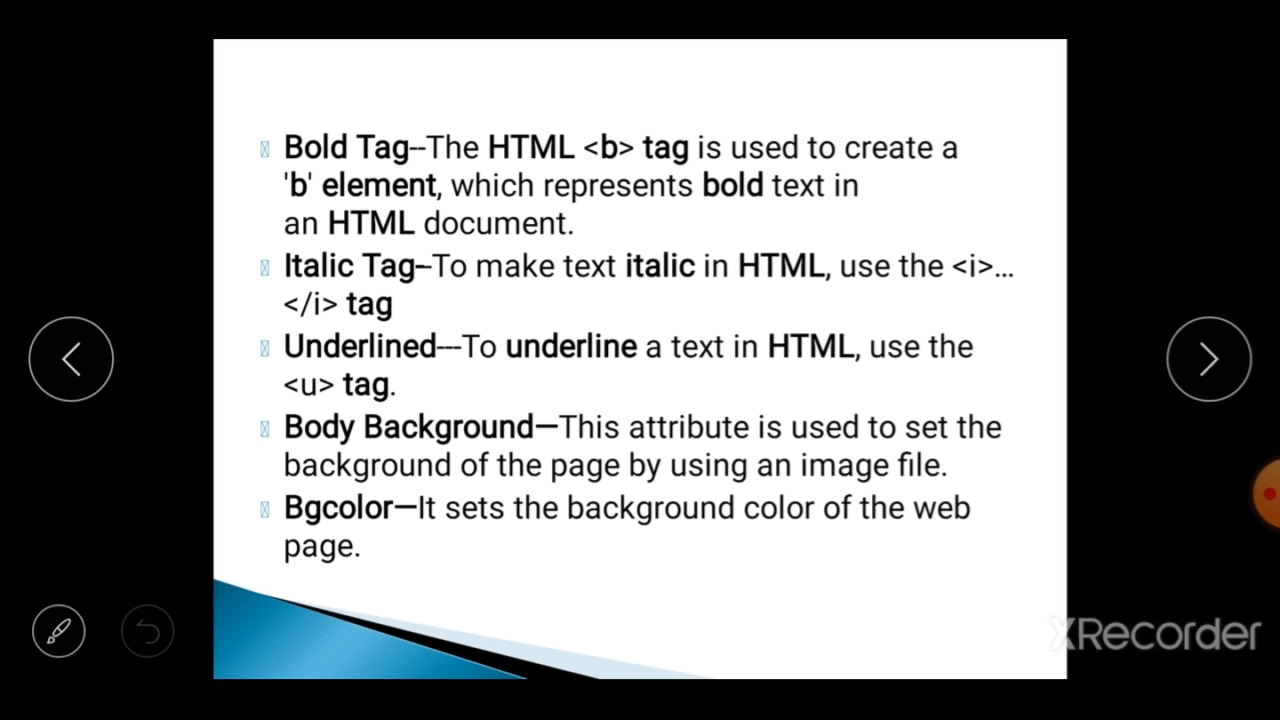 Bold Tag--The HTML <b> tag is used to create a
'b' element, which represents bold text in
an HTML document.
Italic Tag--To make text italic in HTML, use the <i>...
</i> tag
Underlined---To underline a text in HTML, use the
<u> tag.
Body Background—This attribute is used to set the
background of the page by using an image file.
Bgcolor—It sets the background color of the web
page.
XRecorder